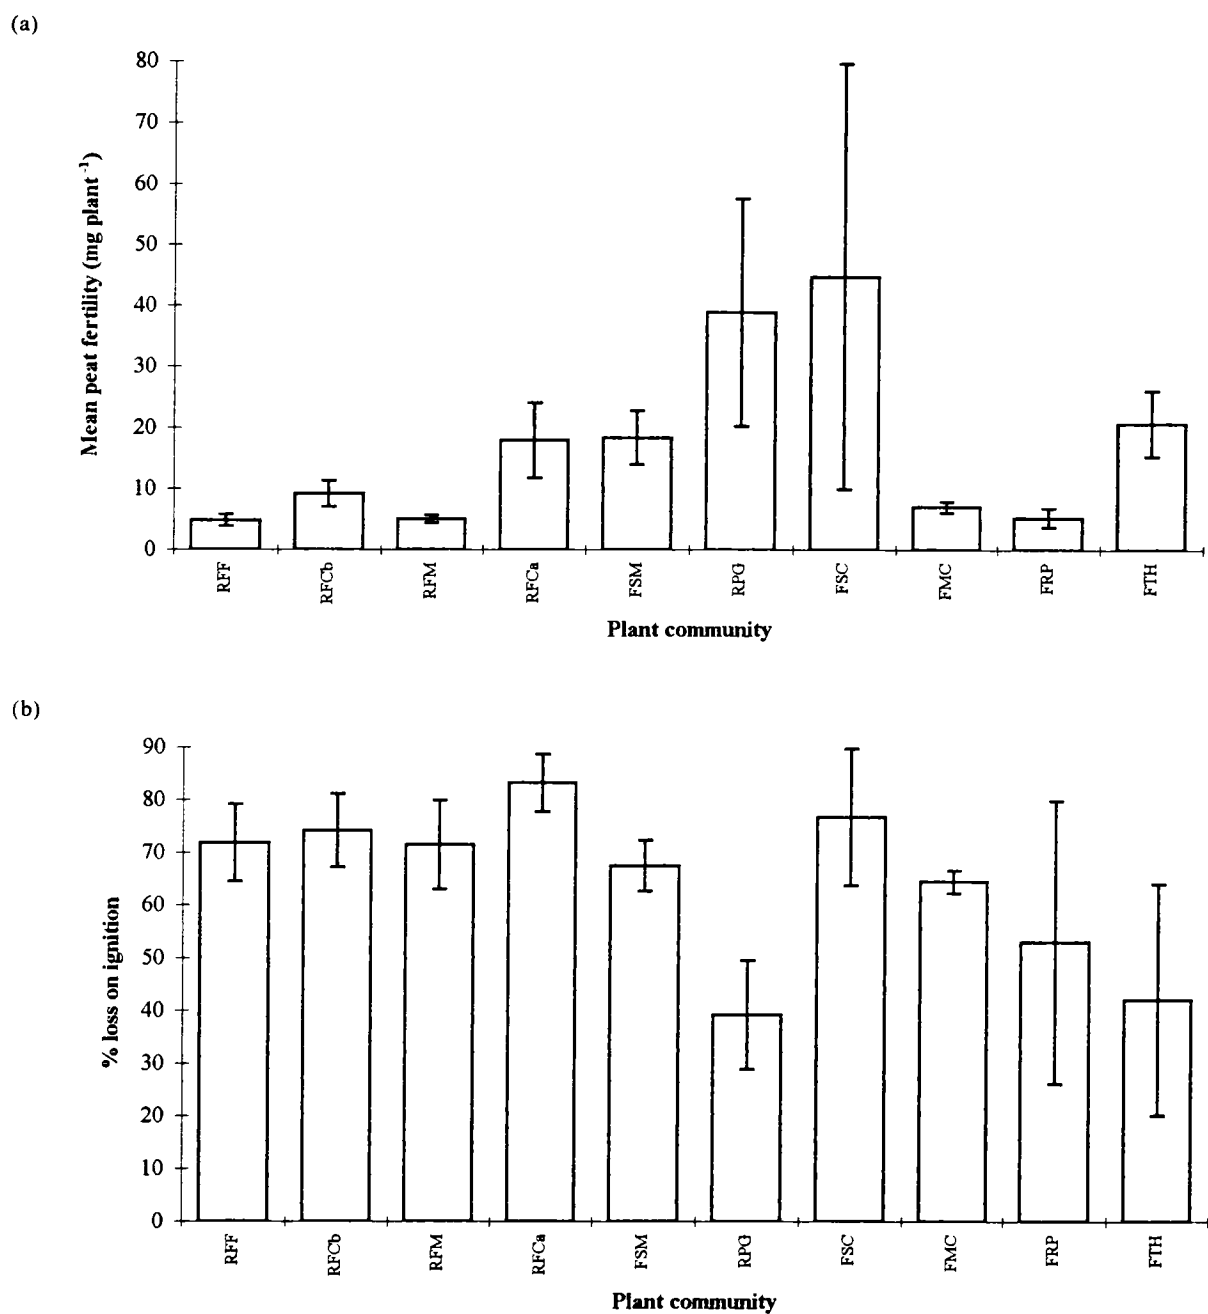 (a)
80
70
60
50
40
30
20
10
0
Mean peat fertility (mg plant⁻¹)
RFF RFCb RFM RFCa FSM RPG FSC FMC FRP FTH
Plant community
(b)
90
80
70
60
50
40
30
20
10
0
% loss on ignition
RFF RFCb RFM RFCa FSM RPG FSC FMC FRP FTH
Plant community